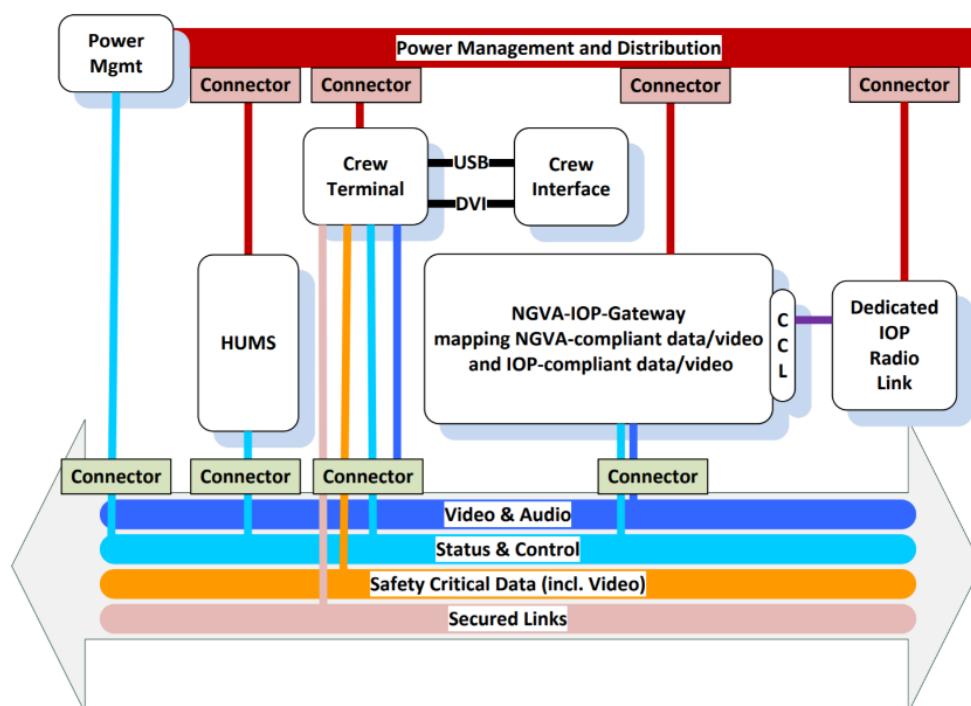 Power
Mgmt
Power Management and Distribution
Connector
Connector
Connector
Connector
Crew
Terminal
USB
DVI
Crew
Interface
HUMS
NGVA-IOP-Gateway
mapping NGVA-compliant data/video
and IOP-compliant data/video
C
C
L
Dedicated
IOP
Radio
Link
Connector
Connector
Connector
Connector
Video & Audio
Status & Control
Safety Critical Data (incl. Video)
Secured Links